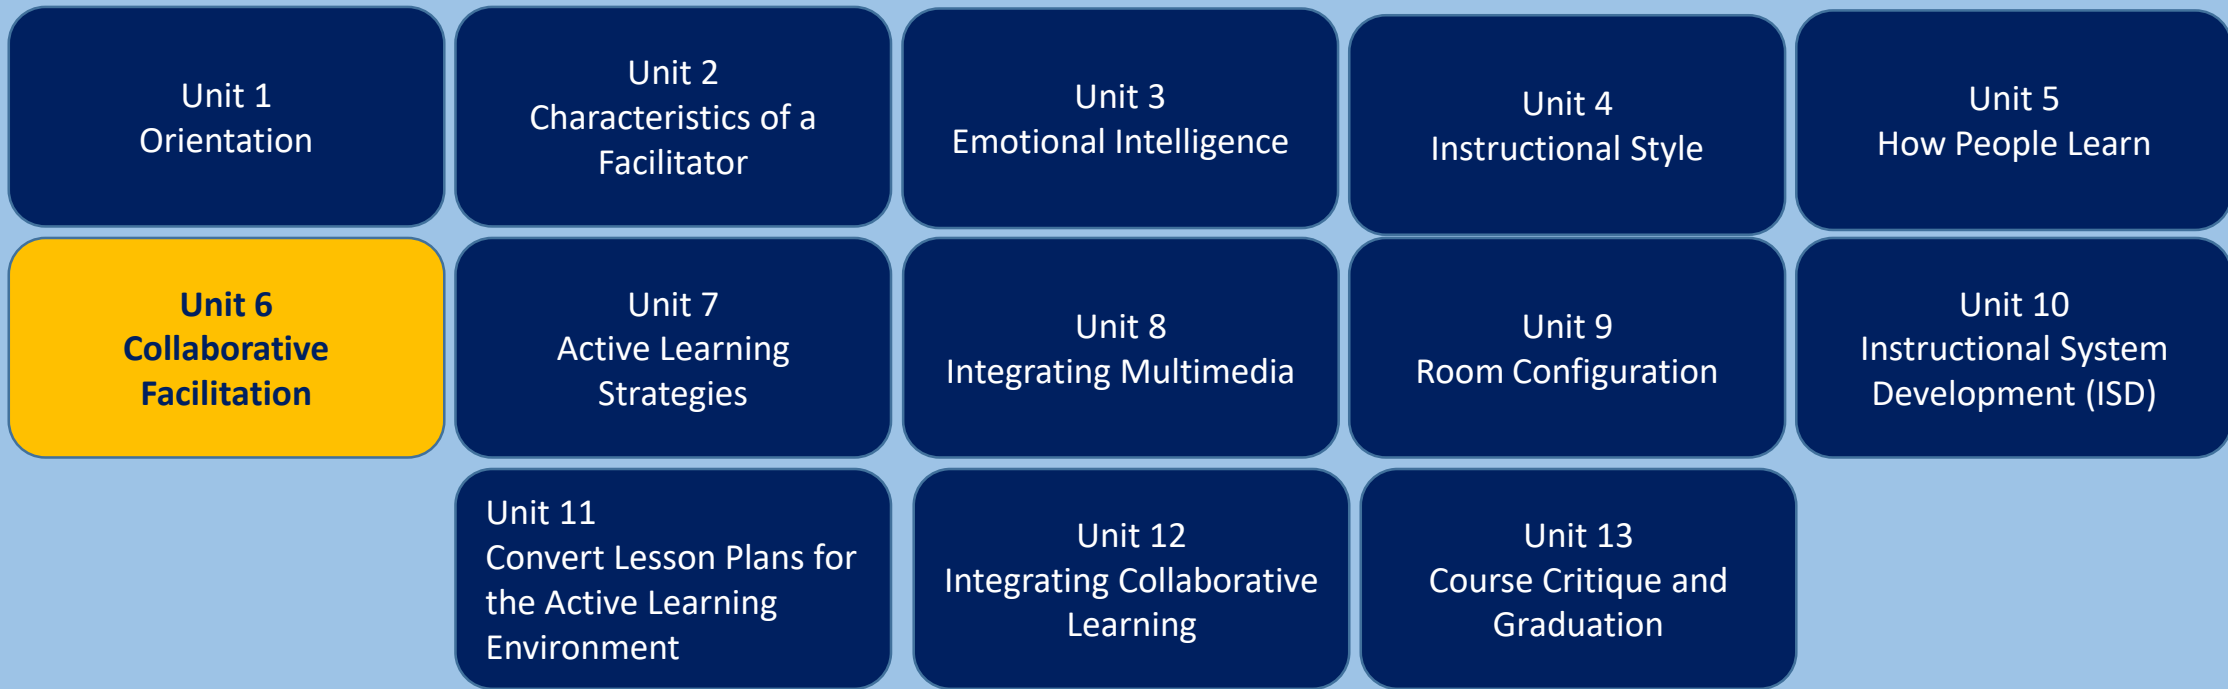 Unit 1
Orientation
Unit 2
Characteristics of a
Facilitator
Unit 3
Emotional Intelligence
Unit 4
Instructional Style
Unit 5
How People Learn
Unit 6
Collaborative
Facilitation
Unit 7
Active Learning
Strategies
Unit 8
Integrating Multimedia
Unit 9
Room Configuration
Unit 10
Instructional System
Development (ISD)
Unit 11
Convert Lesson Plans for
the Active Learning
Environment
Unit 12
Integrating Collaborative
Learning
Unit 13
Course Critique and
Graduation